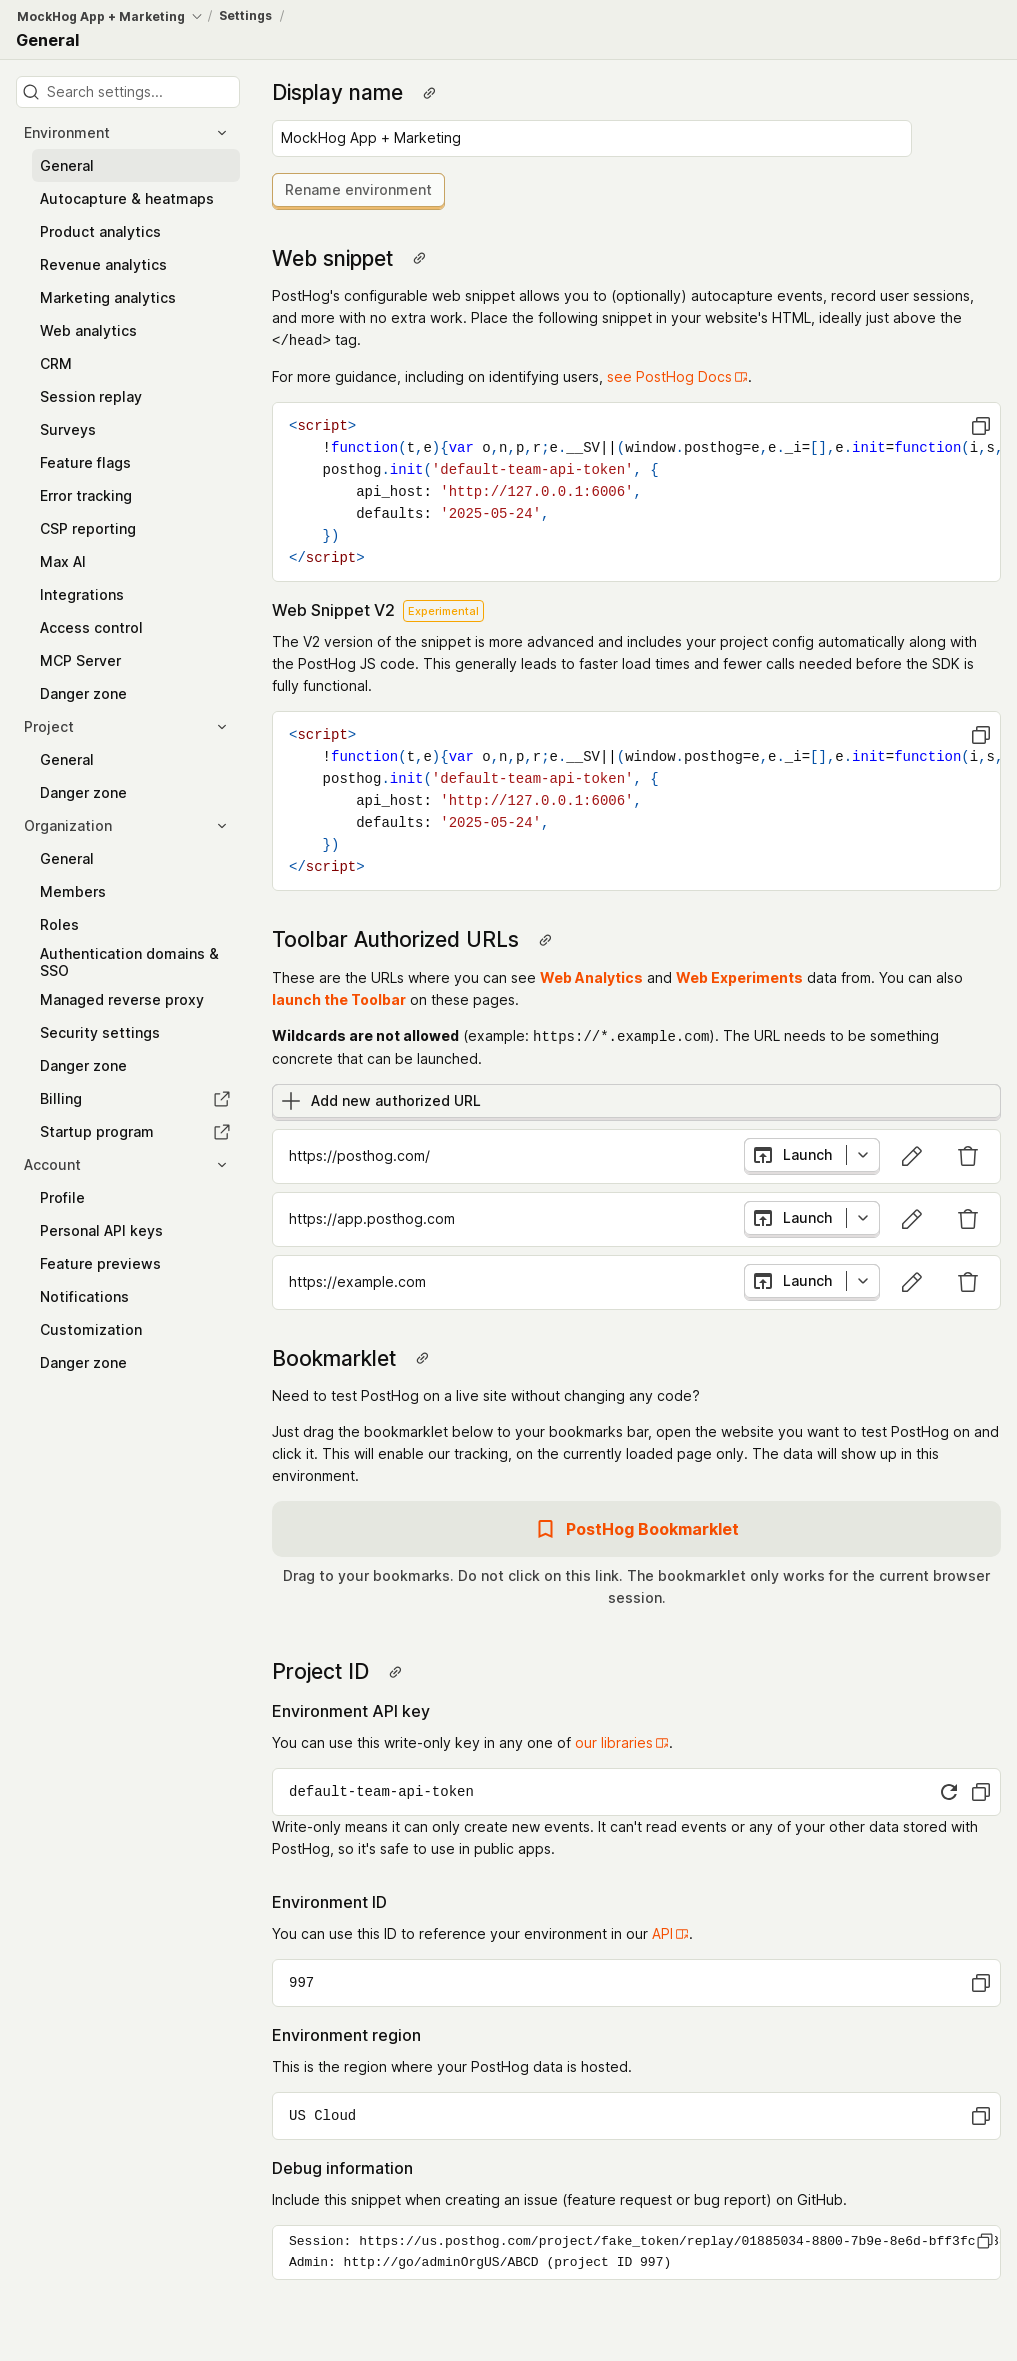 MockHog App + Marketing / Settings /
General
Search settings...
Environment
General
Autocapture & heatmaps
Product analytics
Revenue analytics
Marketing analytics
Web analytics
CRM
Session replay
Surveys
Feature flags
Error tracking
CSP reporting
Max AI
Integrations
Access control
MCP Server
Danger zone
Project
General
Danger zone
Organization
General
Members
Roles
Authentication domains &
SSO
Managed reverse proxy
Security settings
Danger zone
Billing
Startup program
Account
Profile
Personal API keys
Feature previews
Notifications
Customization
Danger zone
Display name
MockHog App + Marketing
Rename environment
Web snippet
PostHog's configurable web snippet allows you to (optionally) autocapture events, record user sessions,
and more with no extra work. Place the following snippet in your website's HTML, ideally just above the
</head> tag.
For more guidance, including on identifying users, see PostHog Docs.
<script>
!function(t,e){var o,n,p,r;e.__SV||(window.posthog=e,e._i=[],e.init=function(i,s,
posthog.init('default-team-api-token', {
api_host: 'http://127.0.0.1:6006',
defaults: '2025-05-24',
})
</script>
Web Snippet V2 Experimental
The V2 version of the snippet is more advanced and includes your project config automatically along with
the PostHog JS code. This generally leads to faster load times and fewer calls needed before the SDK is
fully functional.
<script>
!function(t,e){var o,n,p,r;e.__SV||(window.posthog=e,e._i=[],e.init=function(i,s,
posthog.init('default-team-api-token', {
api_host: 'http://127.0.0.1:6006',
defaults: '2025-05-24',
})
</script>
Toolbar Authorized URLs
These are the URLs where you can see Web Analytics and Web Experiments data from. You can also
launch the Toolbar on these pages.
Wildcards are not allowed (example: https://*.example.com). The URL needs to be something
concrete that can be launched.
Add new authorized URL
https://posthog.com/ Launch
https://app.posthog.com Launch
https://example.com Launch
Bookmarklet
Need to test PostHog on a live site without changing any code?
Just drag the bookmarklet below to your bookmarks bar, open the website you want to test PostHog on and
click it. This will enable our tracking, on the currently loaded page only. The data will show up in this
environment.
PostHog Bookmarklet
Drag to your bookmarks. Do not click on this link. The bookmarklet only works for the current browser
session.
Project ID
Environment API key
You can use this write-only key in any one of our libraries.
default-team-api-token
Write-only means it can only create new events. It can't read events or any of your other data stored with
PostHog, so it's safe to use in public apps.
Environment ID
You can use this ID to reference your environment in our API.
997
Environment region
This is the region where your PostHog data is hosted.
US Cloud
Debug information
Include this snippet when creating an issue (feature request or bug report) on GitHub.
Session: https://us.posthog.com/project/fake_token/replay/01885034-8800-7b9e-8e6d-bff3fc
Admin: http://go/adminOrgUS/ABCD (project ID 997)